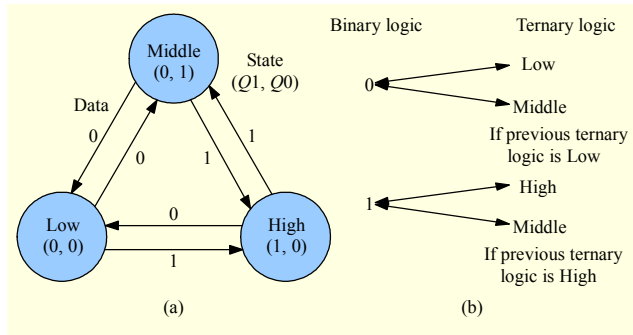 Middle
(0, 1)
State
(Q1, Q0)
Data
0
0
1
1
Low
(0, 0)
0
1
High
(1, 0)
(a)
Binary logic
Ternary logic
0
Low
Middle
If previous ternary
logic is Low
1
High
Middle
If previous ternary
logic is High
(b)